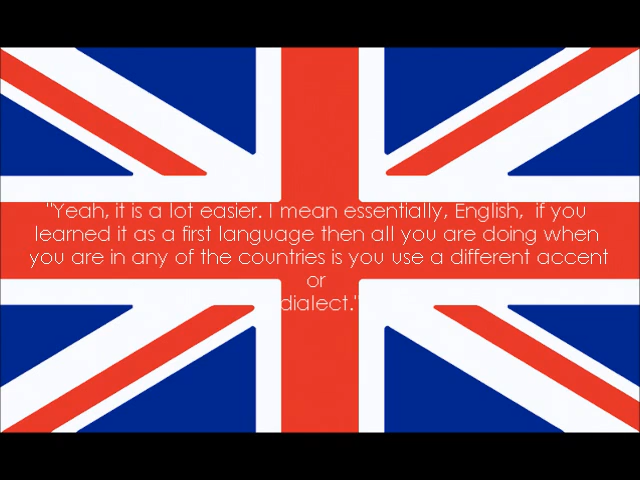 "Yeah, it is a lot easier. I mean essentially, English,  if you
learned it as a first language then all you are doing when
you are in any of the countries is you use a different accent
or
dialect."